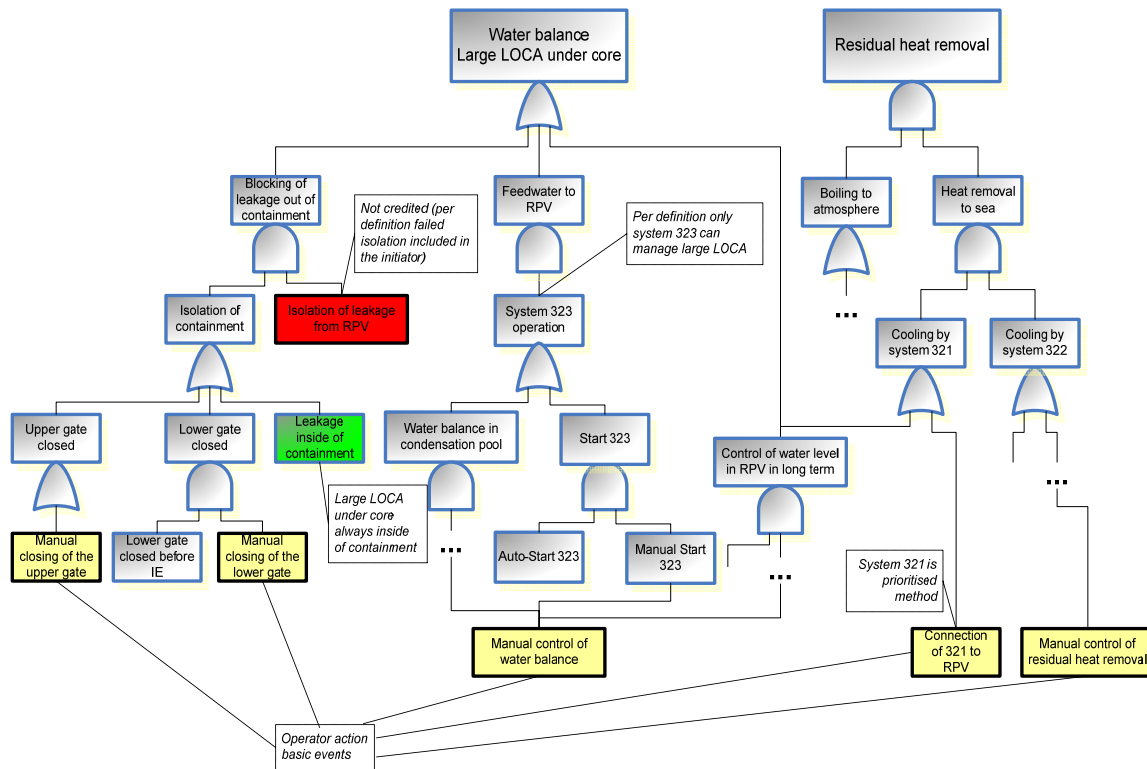 Water balance
Large LOCA under core
Residual heat removal
Blocking of
leakage out of
containment
Not credited (per
definition failed
isolation included in
the initiator)
Feedwater to
RPV
Per definition only
system 323 can
manage large LOCA
Boiling to
atmosphere
Heat removal
to sea
Isolation of
containment
Isolation of leakage
from RPV
System 323
operation
...
Cooling by
system 321
Cooling by
system 322
Upper gate
closed
Lower gate
closed
Leakage
inside of
containment
Water balance in
condensation pool
Start 323
Control of water level
in RPV in long term
...
Large LOCA
under core
always inside
of containment
Manual
closing of the
upper gate
Lower gate
closed before
IE
Manual
closing of the
lower gate
...
Auto-Start 323
Manual Start
323
...
System 321 is
prioritised
method
Manual control of
water balance
Connection
of 321 to
RPV
Manual control of
residual heat removal
Operator action
basic events